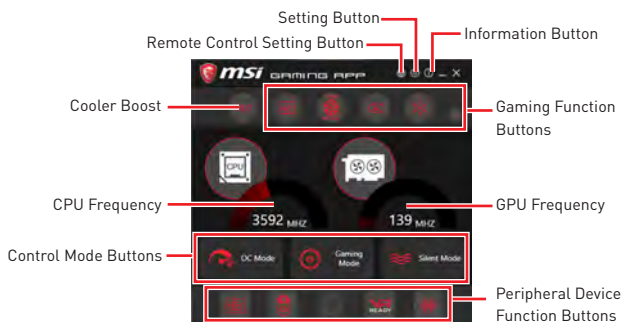 Setting Button
Remote Control Setting Button
Information Button
msi GAMING APP
Cooler Boost
Gaming Function
Buttons
CPU
CPU Frequency
3592 MHZ
139 MHZ
GPU Frequency
Control Mode Buttons
OC Mode
Gaming
Mode
Silent Mode
READY
Peripheral Device
Function Buttons